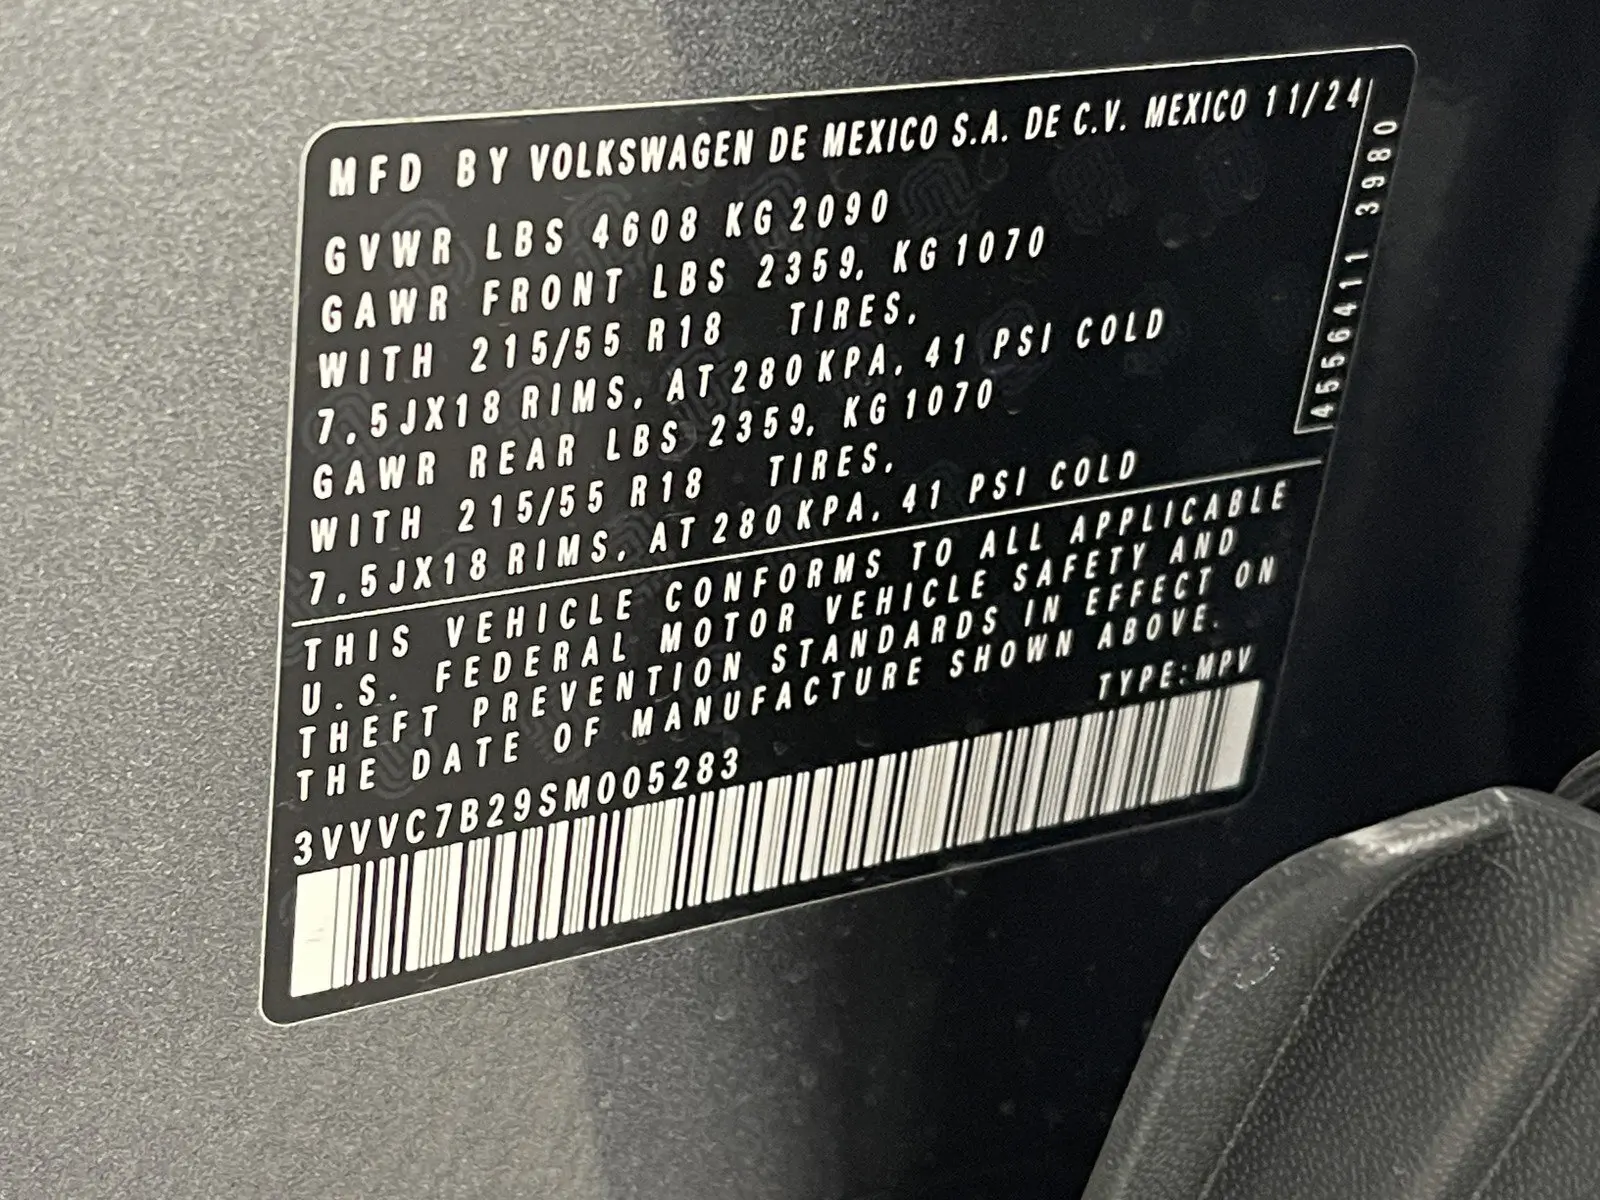 MFD BY VOLKSWAGEN DE MEXICO S.A. DE C.V. MEXICO 11/24
GVWR LBS 4608 KG 2090
GAWR FRONT LBS 2359, KG 1070
WITH 215/55 R18 TIRES,
7.5JX18 RIMS, AT 280 KPA, 41 PSI COLD
GAWR REAR LBS 2359, KG 1070
WITH 215/55 R18 TIRES,
7.5JX18 RIMS, AT 280 KPA, 41 PSI COLD
4556411 3980
THIS VEHICLE CONFORMS TO ALL APPLICABLE
U.S. FEDERAL MOTOR VEHICLE SAFETY AND
THEFT PREVENTION STANDARDS IN EFFECT ON
THE DATE OF MANUFACTURE SHOWN ABOVE.
TYPE: MPV
3VVVC7B29SM005283